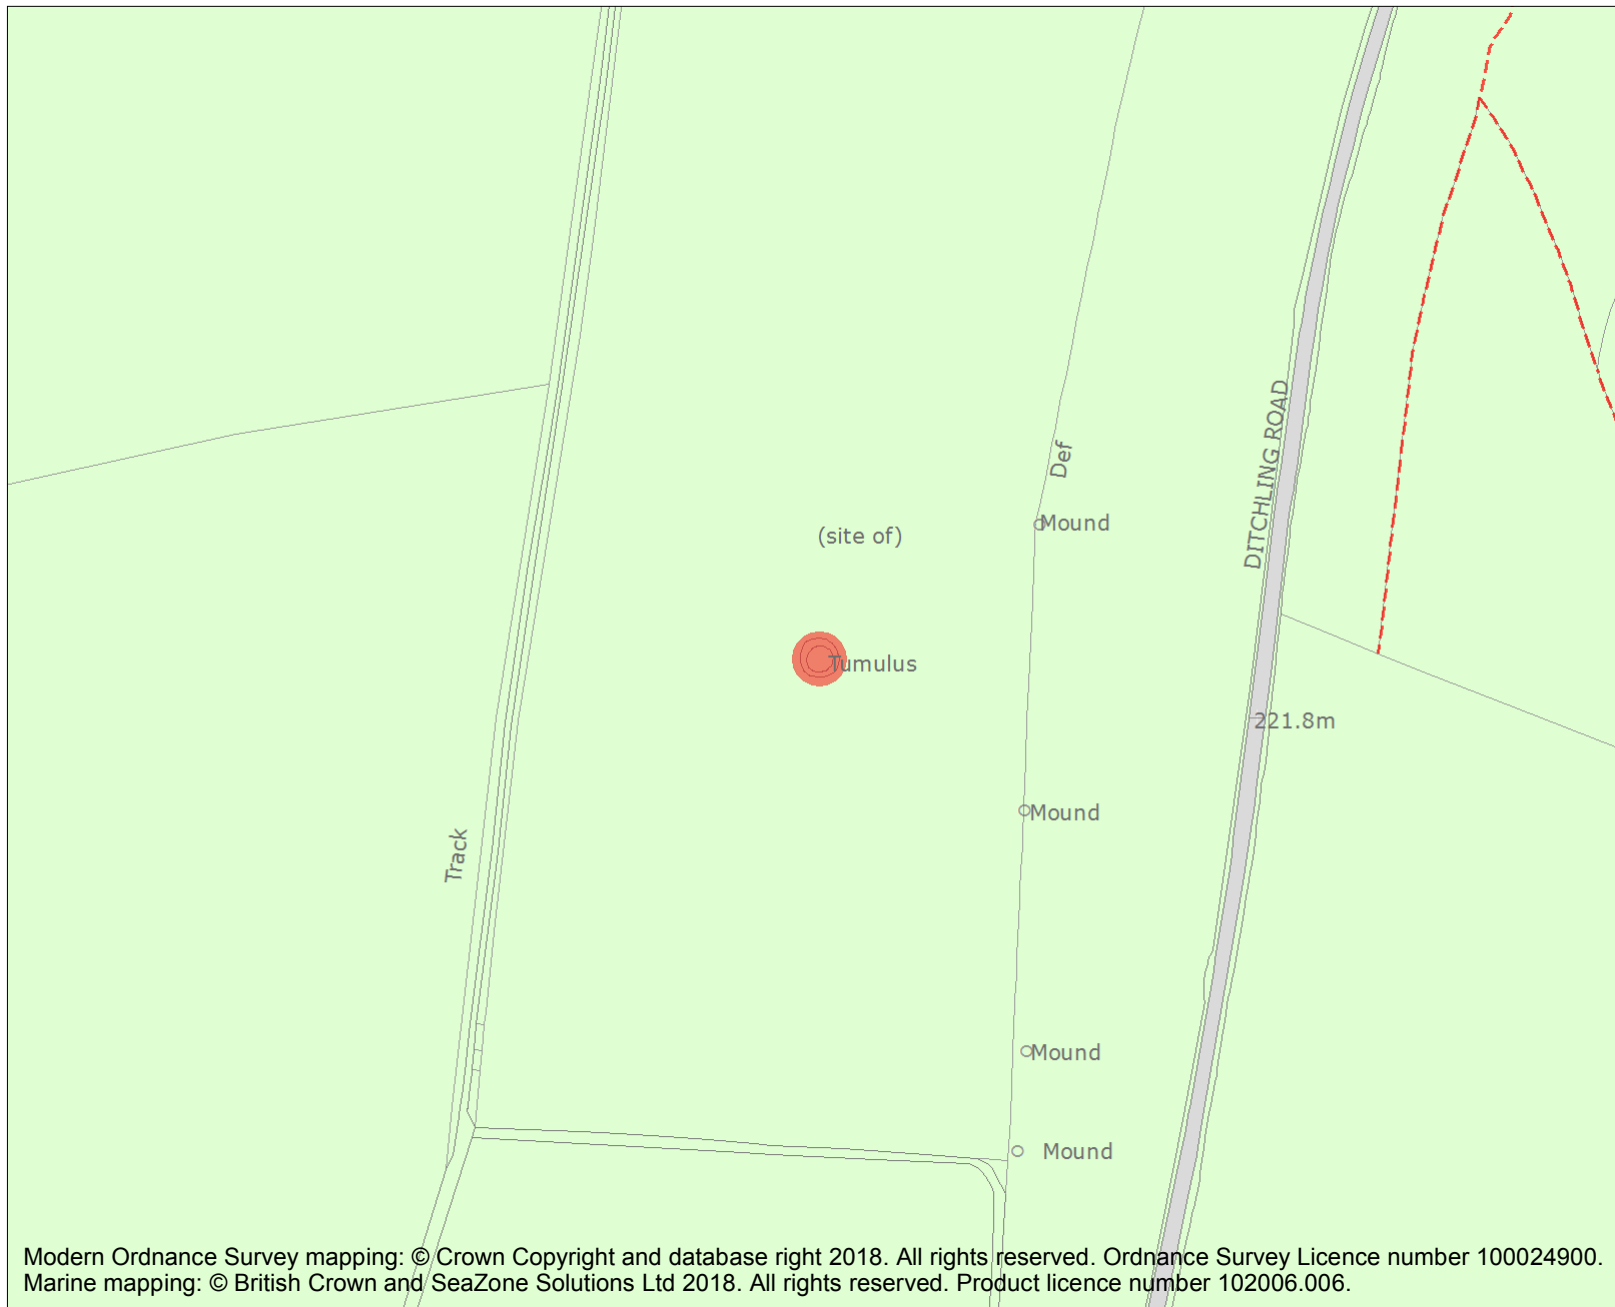 Def
Mound
(site of)
DITCHLING ROAD
Tumulus
221.8m
Mound
Track
Mound
Mound
Modern Ordnance Survey mapping: © Crown Copyright and database right 2018. All rights reserved. Ordnance Survey Licence number 100024900.
Marine mapping: © British Crown and SeaZone Solutions Ltd 2018. All rights reserved. Product licence number 102006.006.